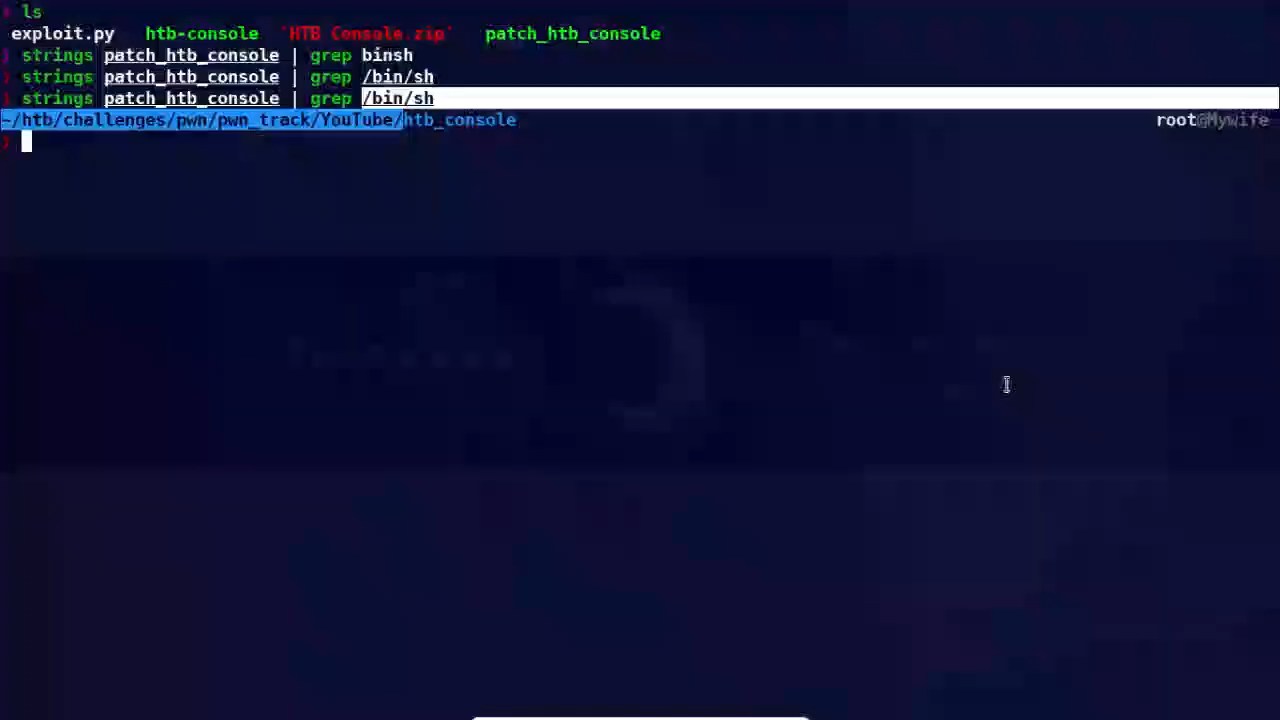 ls
exploit.py htb-console 'HTB Console.zip' patch_htb_console
strings patch_htb_console | grep binsh
strings patch_htb_console | grep /bin/sh
strings patch_htb_console | grep /bin/sh
~/htb/challenges/pwn/pwn_track/YouTube/htb_console root@Mywife